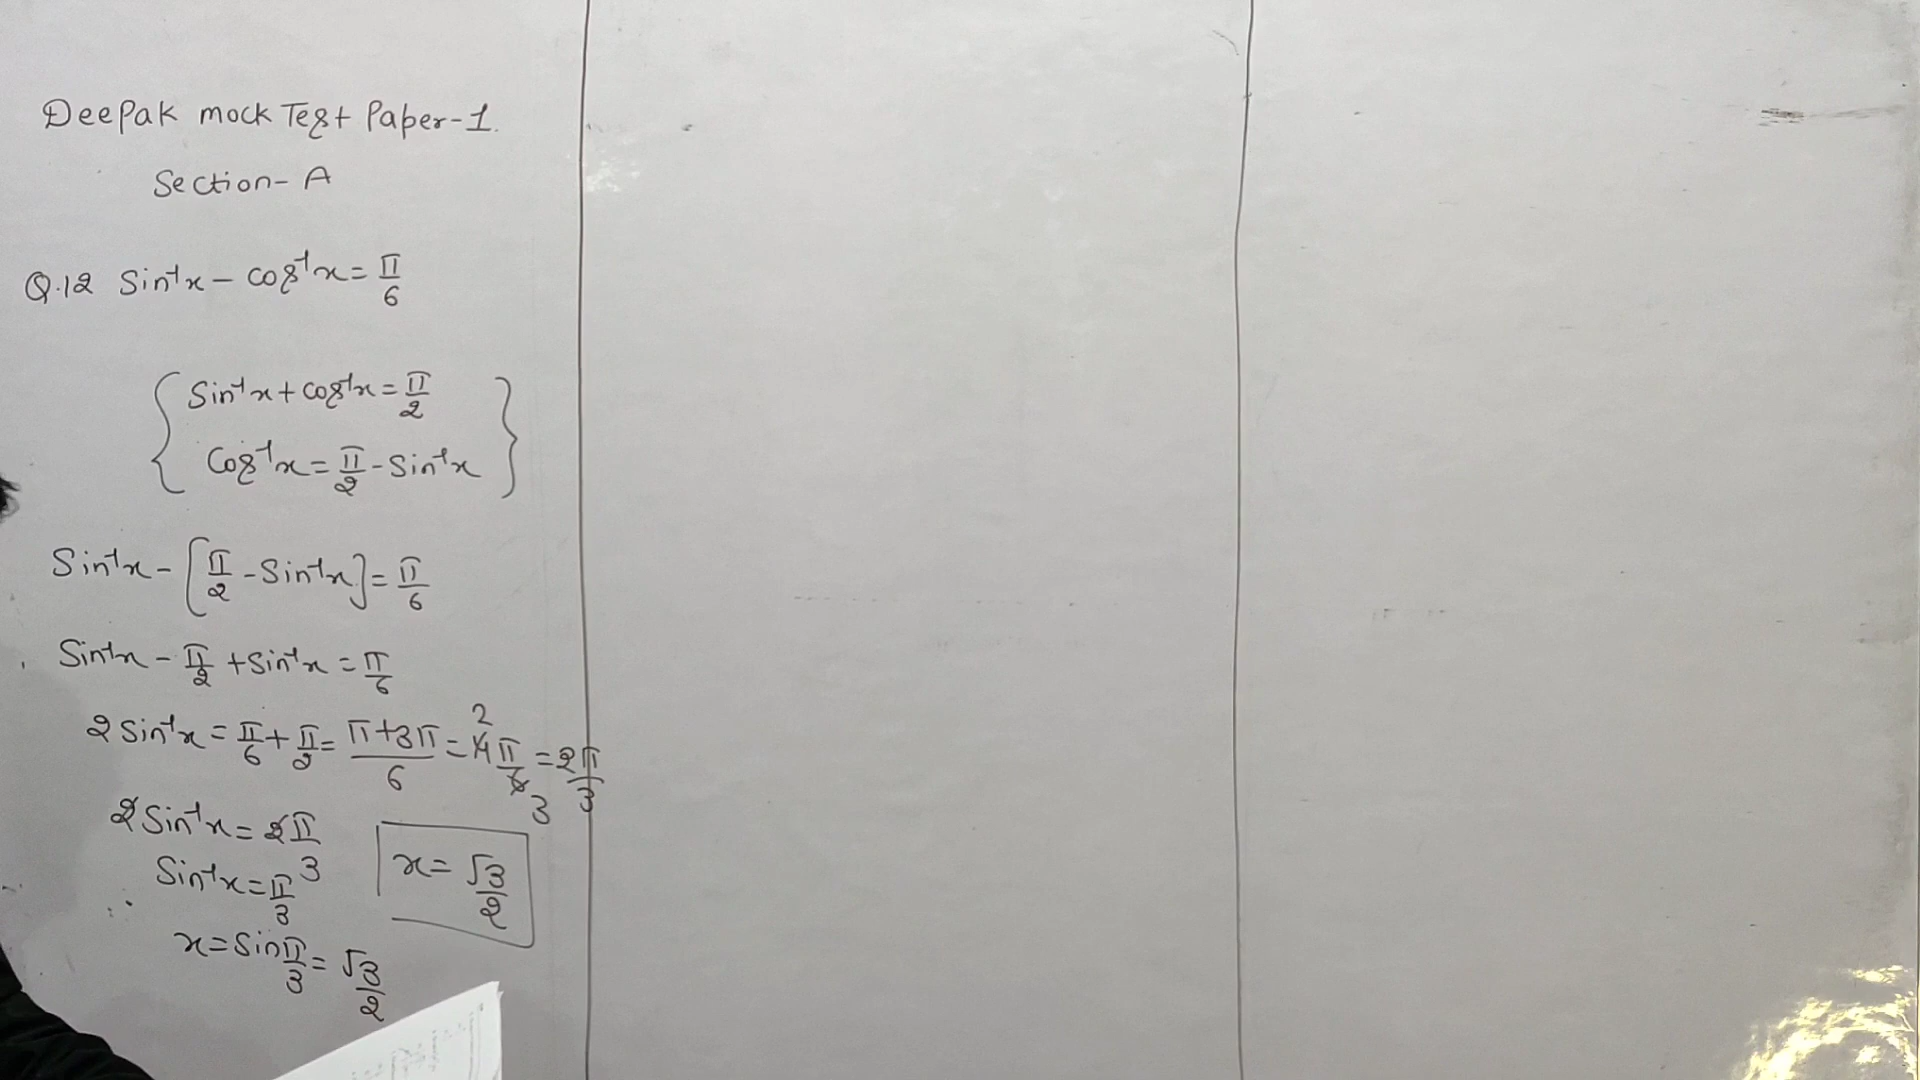 Deepak mock Test Paper-1.
Section-A
Q.12 Sin⁻¹x - cos⁻¹x = π/6
{ Sin⁻¹x + cos⁻¹x = π/2
Cos⁻¹x = π/2 - Sin⁻¹x }
Sin⁻¹x - [π/2 - Sin⁻¹x] = π/6
Sin⁻¹x - π/2 + Sin⁻¹x = π/6
2 Sin⁻¹x = π/6 + π/2 = π+3π/6 = 4π/6 = 2π/3
2 Sin⁻¹x = 2π/3
Sin⁻¹x = π/3
x = Sin π/3 = √3/2
x = √3/2